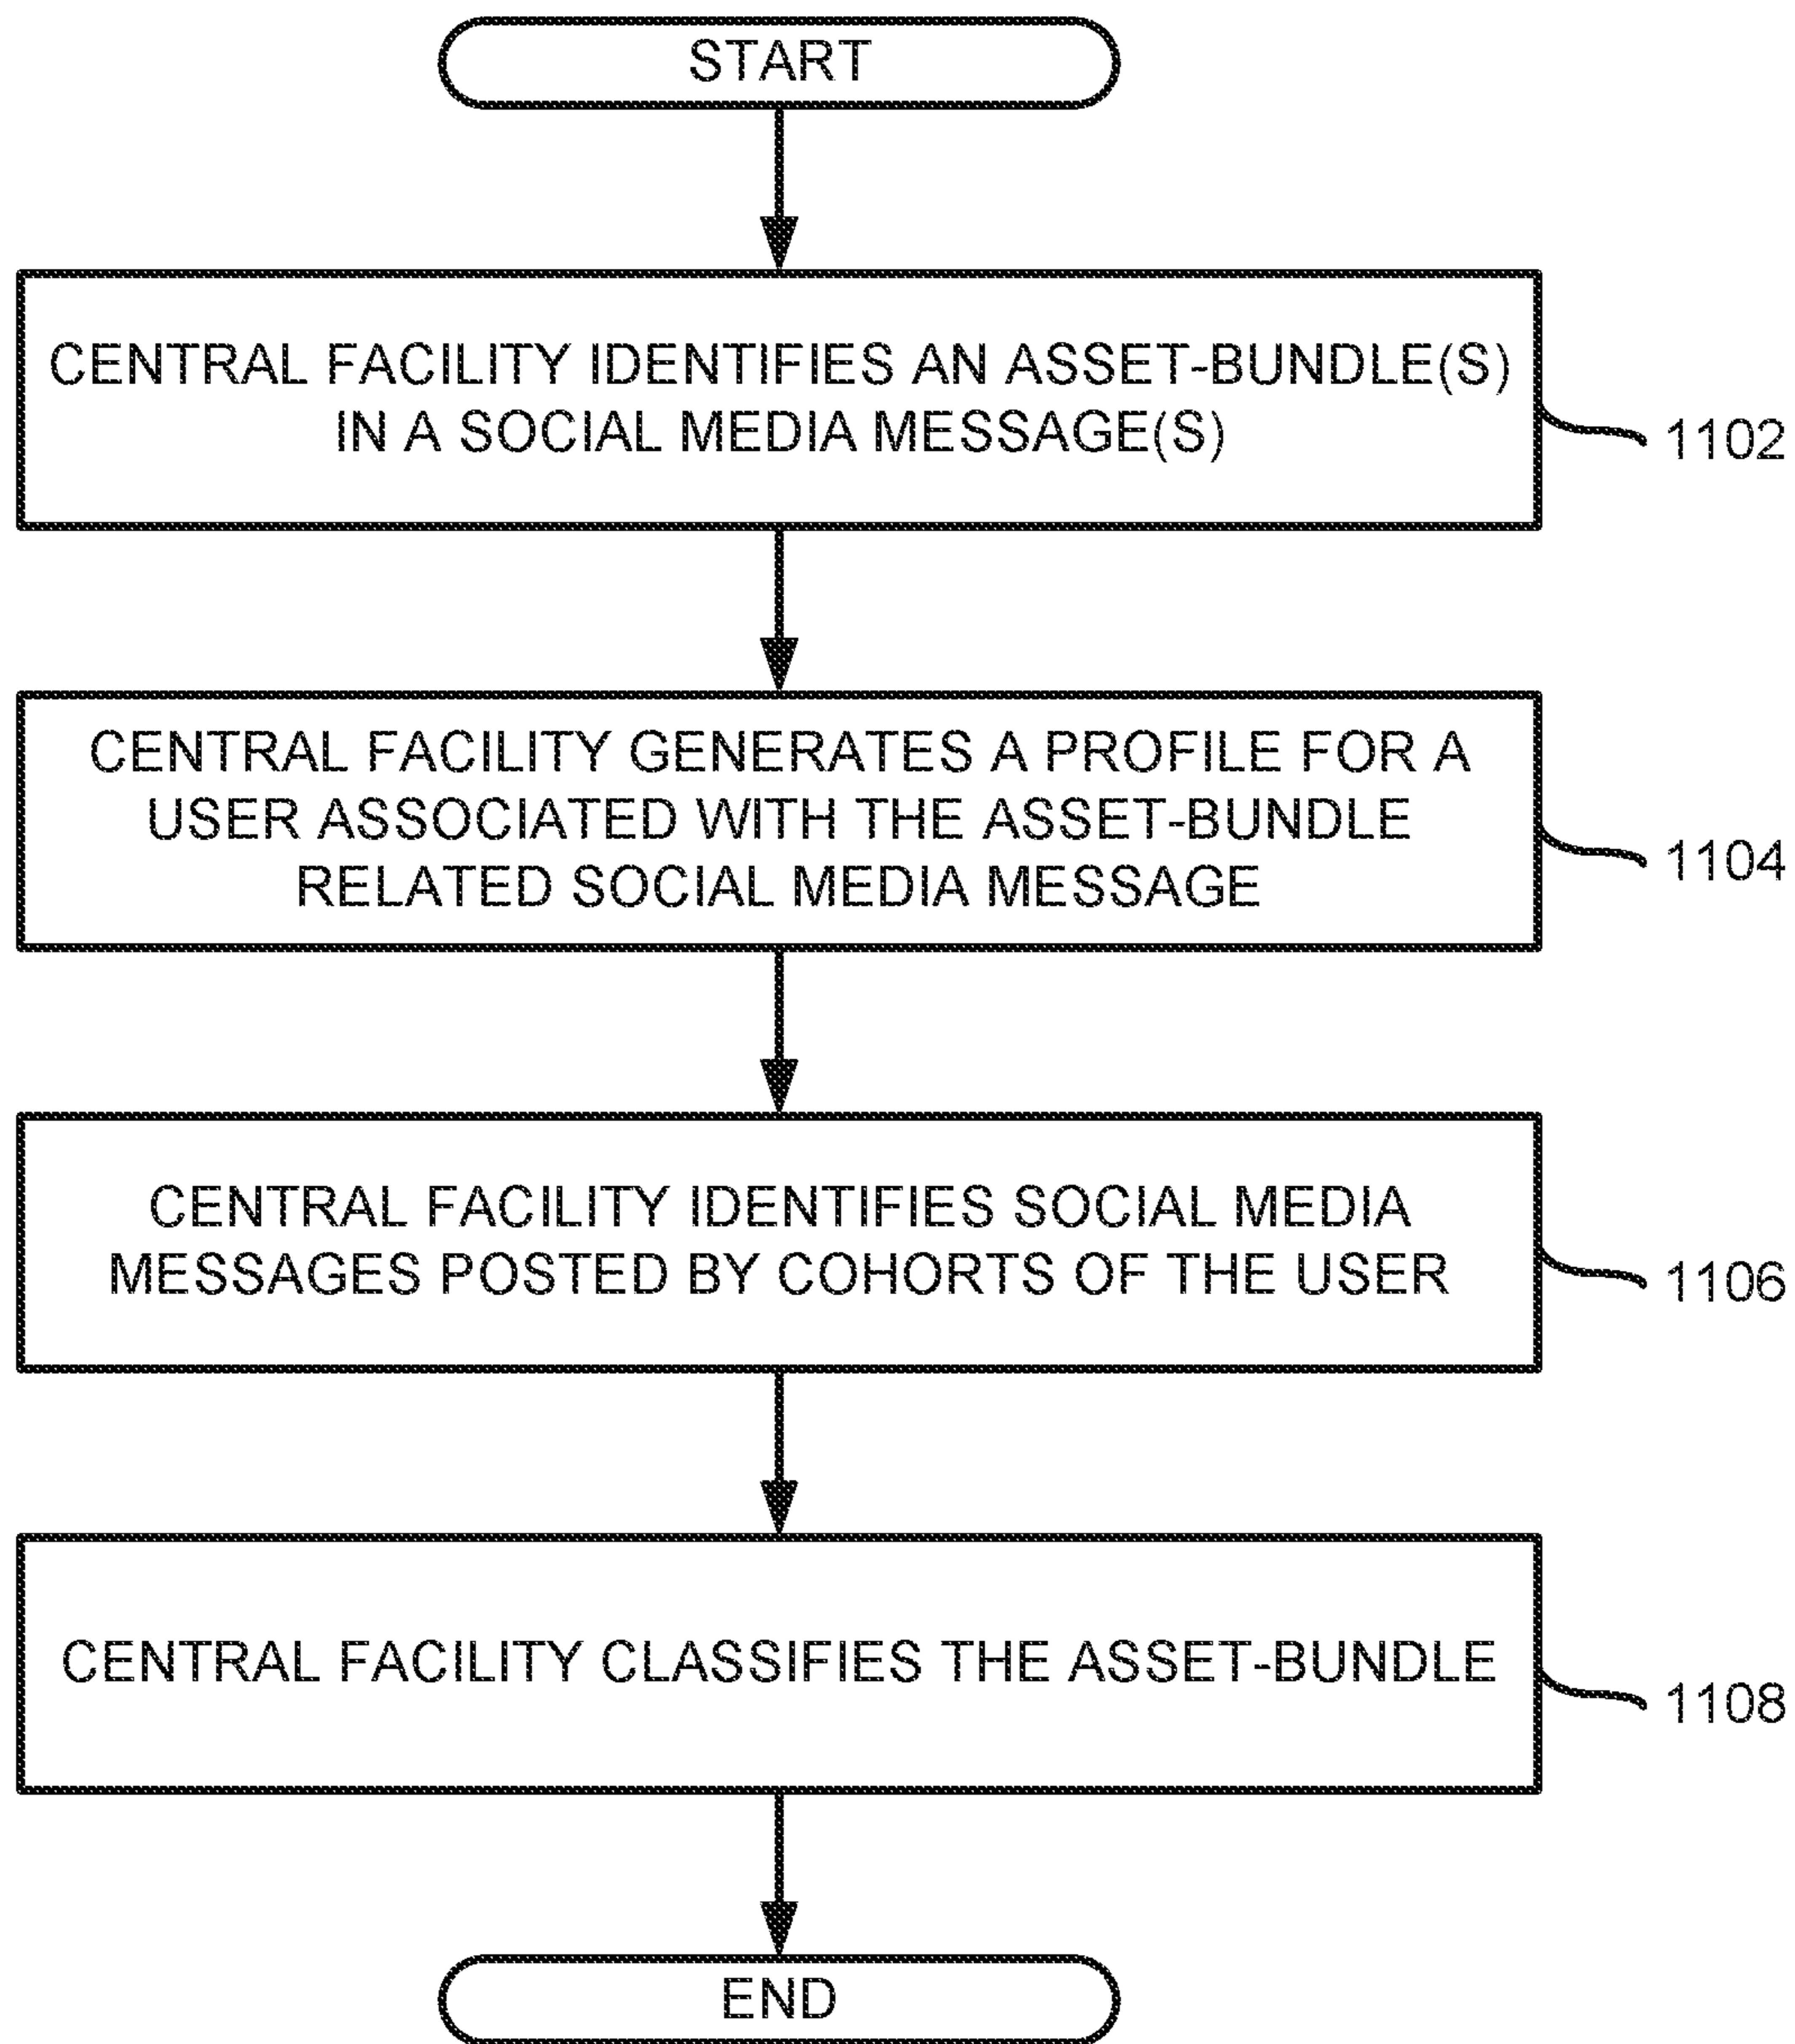 START
CENTRAL FACILITY IDENTIFIES AN ASSET-BUNDLE(S)
IN A SOCIAL MEDIA MESSAGE(S)
1102
CENTRAL FACILITY GENERATES A PROFILE FOR A
USER ASSOCIATED WITH THE ASSET-BUNDLE
RELATED SOCIAL MEDIA MESSAGE
1104
CENTRAL FACILITY IDENTIFIES SOCIAL MEDIA
MESSAGES POSTED BY COHORTS OF THE USER
1106
CENTRAL FACILITY CLASSIFIES THE ASSET-BUNDLE
1108
END